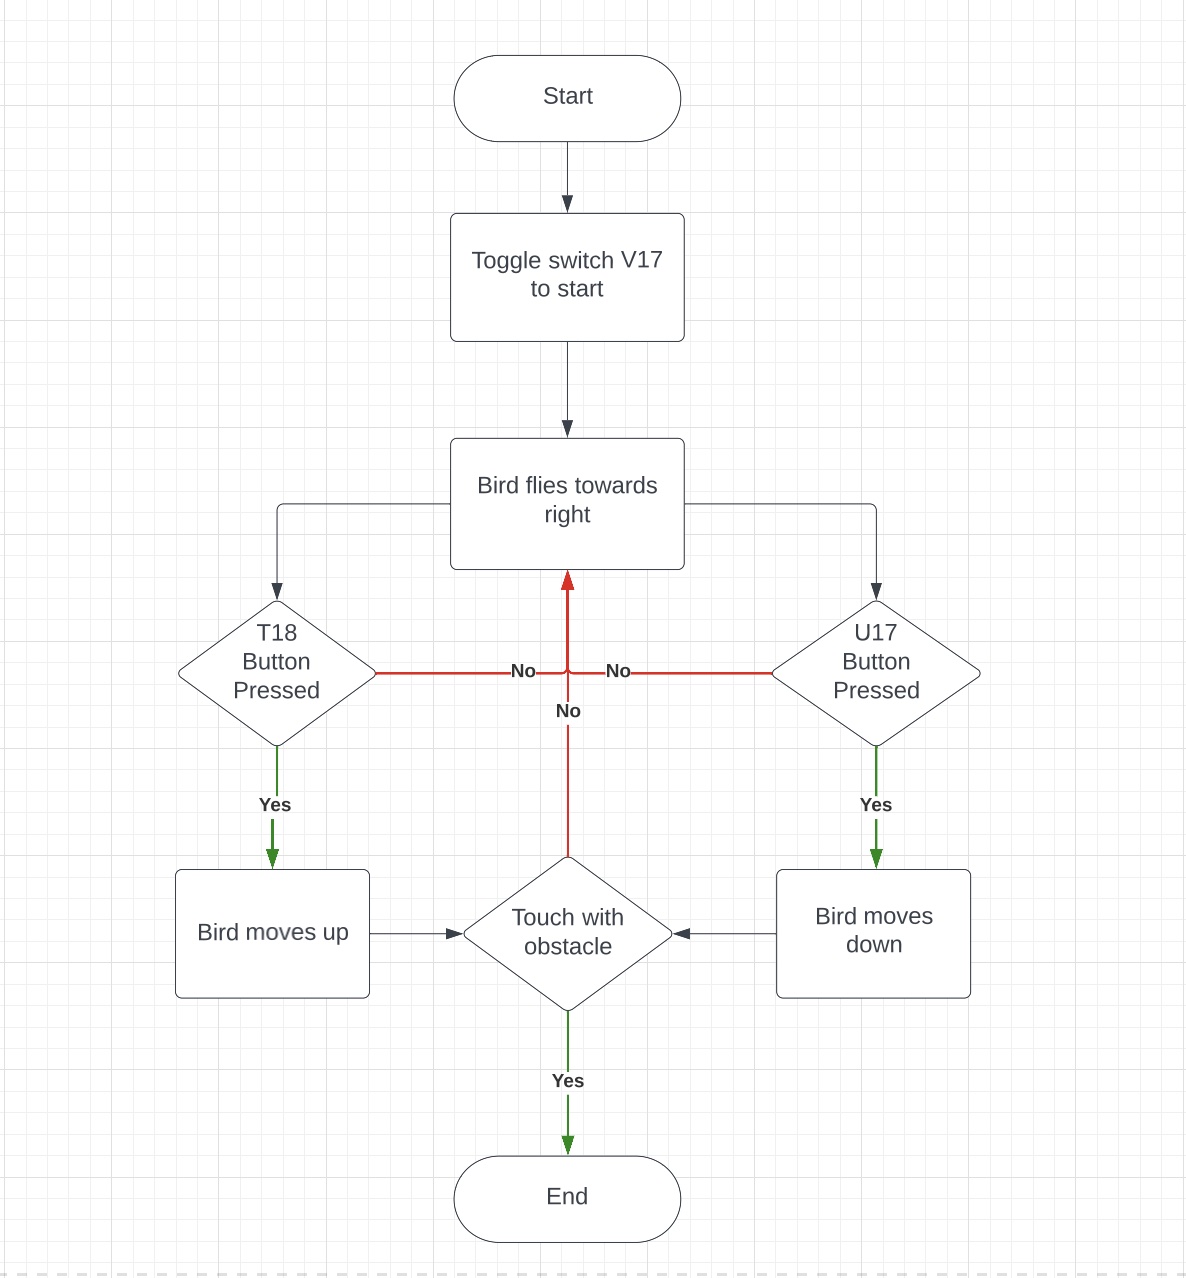 Start
Toggle switch V17
to start
Bird flies towards
right
T18
Button
Pressed
U17
Button
Pressed
No
No
No
Yes
Yes
Bird moves up
Touch with
obstacle
Bird moves
down
Yes
End